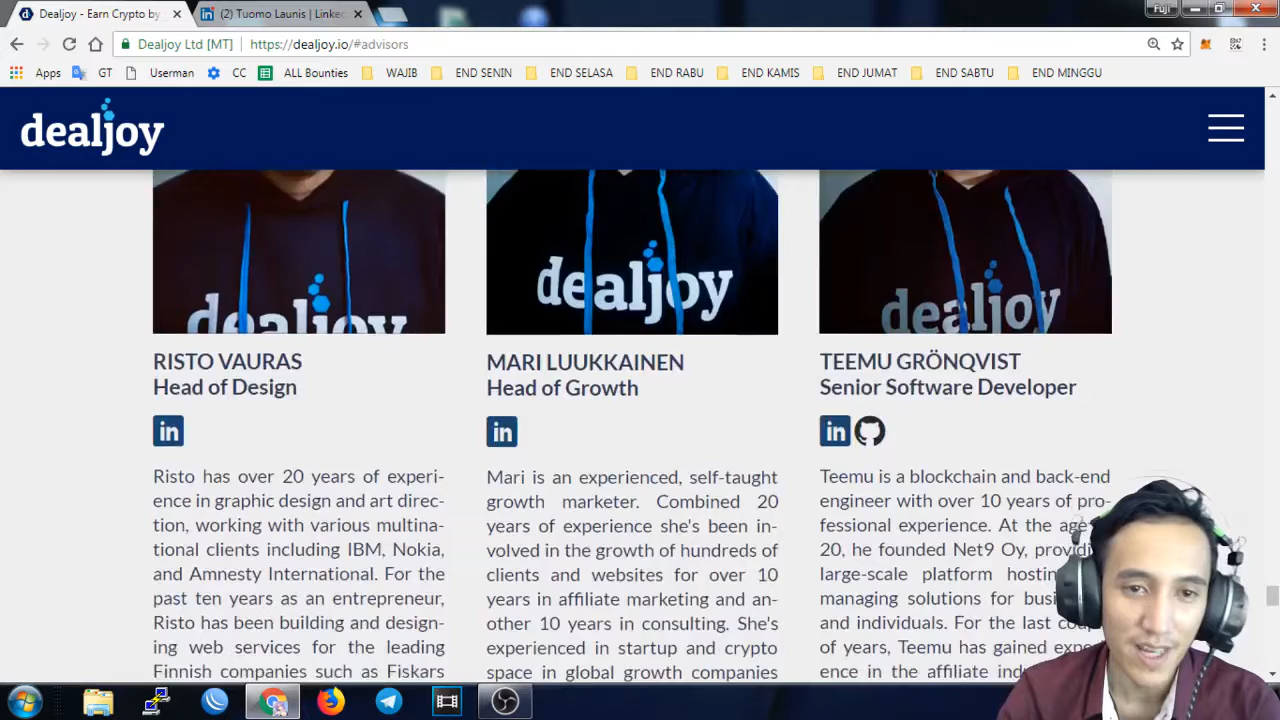 Fuji
Dealjoy - Earn Crypto by
(2) Tuomo Launis | Linke
Dealjoy Ltd [MT]
https://dealjoy.io/#advisors
Apps
GT
Userman
CC
ALL Bounties
WAJIB
END SENIN
END SELASA
END RABU
END KAMIS
END JUMAT
END SABTU
END MINGGU
dealjoy
dealjoy
dealjoy
dealjoy
RISTO VAURAS
Head of Design
in
Risto has over 20 years of experi-
ence in graphic design and art direc-
tion, working with various multina-
tional clients including IBM, Nokia,
and Amnesty International. For the
past ten years as an entrepreneur,
Risto has been building and design-
ing web services for the leading
Finnish companies such as Fiskars
MARI LUUKKAINEN
Head of Growth
in
Mari is an experienced, self-taught
growth marketer. Combined 20
years of experience she's been in-
volved in the growth of hundreds of
clients and websites for over 10
years in affiliate marketing and an-
other 10 years in consulting. She's
experienced in startup and crypto
space in global growth companies
TEEMU GRÖNQVIST
Senior Software Developer
in
Teemu is a blockchain and back-end
engineer with over 10 years of pro-
fessional experience. At the age
20, he founded Net9 Oy, providi
large-scale platform hostin
managing solutions for busi
and individuals. For the last cou
of years, Teemu has gained expe
ence in the affiliate ind